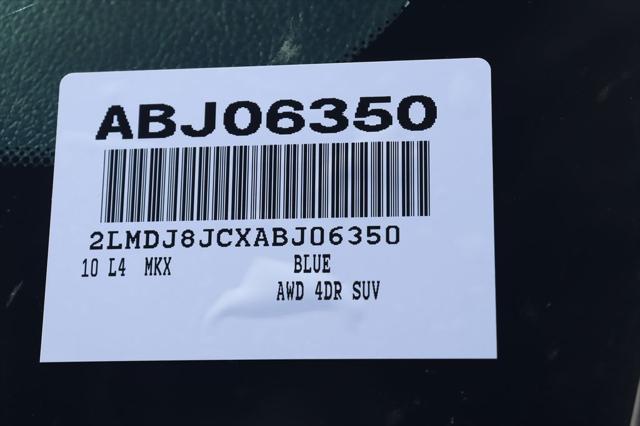 ABJ06350
2LMDJ8JCXABJ06350
10 L4 MKX BLUE
AWD 4DR SUV